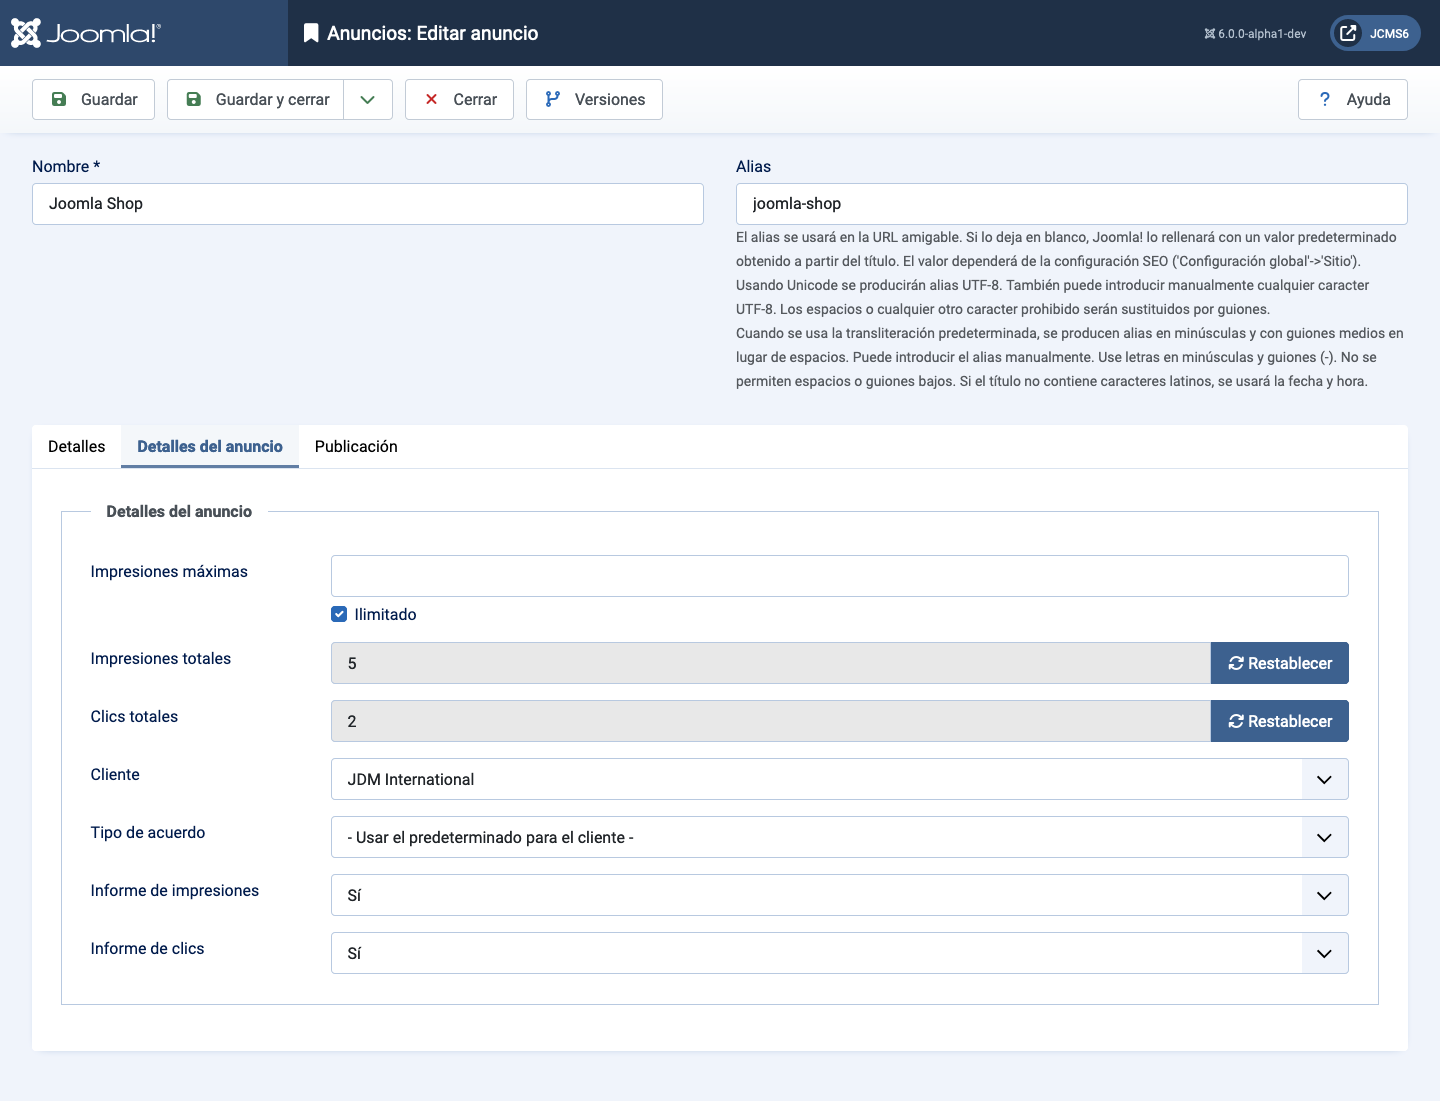 Joomla!®
Anuncios: Editar anuncio
6.0.0-alpha1-dev
JCMS6
Guardar
Guardar y cerrar
Cerrar
Versiones
? Ayuda
Nombre *
Joomla Shop
Alias
joomla-shop
El alias se usará en la URL amigable. Si lo deja en blanco, Joomla! lo rellenará con un valor predeterminado
obtenido a partir del título. El valor dependerá de la configuración SEO ('Configuración global'->'Sitio').
Usando Unicode se producirán alias UTF-8. También puede introducir manualmente cualquier caracter
UTF-8. Los espacios o cualquier otro caracter prohibido serán sustituidos por guiones.
Cuando se usa la transliteración predeterminada, se producen alias en minúsculas y con guiones medios en
lugar de espacios. Puede introducir el alias manualmente. Use letras en minúsculas y guiones (-). No se
permiten espacios o guiones bajos. Si el título no contiene caracteres latinos, se usará la fecha y hora.
Detalles
Detalles del anuncio
Publicación
Detalles del anuncio
Impresiones máximas
Ilimitado
Impresiones totales
5
Restablecer
Clics totales
2
Restablecer
Cliente
JDM International
Tipo de acuerdo
- Usar el predeterminado para el cliente -
Informe de impresiones
Sí
Informe de clics
Sí